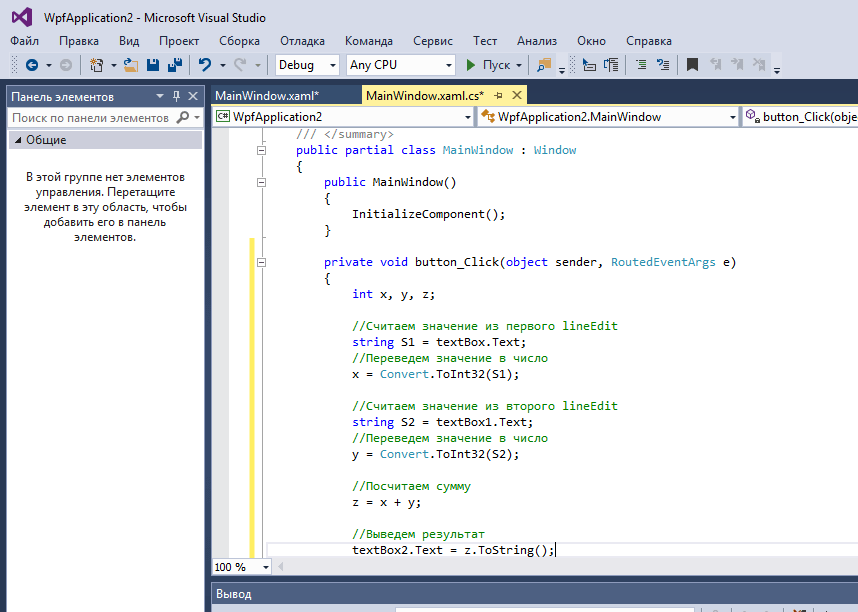 WpfApplication2 - Microsoft Visual Studio
Файл Правка Вид Проект Сборка Отладка Команда Сервис Тест Анализ Окно Справка
Debug Any CPU Пуск
Панель элементов
Поиск по панели элементов
Общие
В этой группе нет элементов
управления. Перетащите
элемент в эту область, чтобы
добавить его в панель
элементов.
MainWindow.xaml* MainWindow.xaml.cs*
C# WpfApplication2 WpfApplication2.MainWindow button_Click(obje
/// </summary>
public partial class MainWindow : Window
{
public MainWindow()
{
InitializeComponent();
}
private void button_Click(object sender, RoutedEventArgs e)
{
int x, y, z;
//Считаем значение из первого lineEdit
string S1 = textBox.Text;
//Переведем значение в число
x = Convert.ToInt32(S1);
//Считаем значение из второго lineEdit
string S2 = textBox1.Text;
//Переведем значение в число
y = Convert.ToInt32(S2);
//Посчитаем сумму
z = x + y;
//Выведем результат
textBox2.Text = z.ToString();
100 %
Вывод